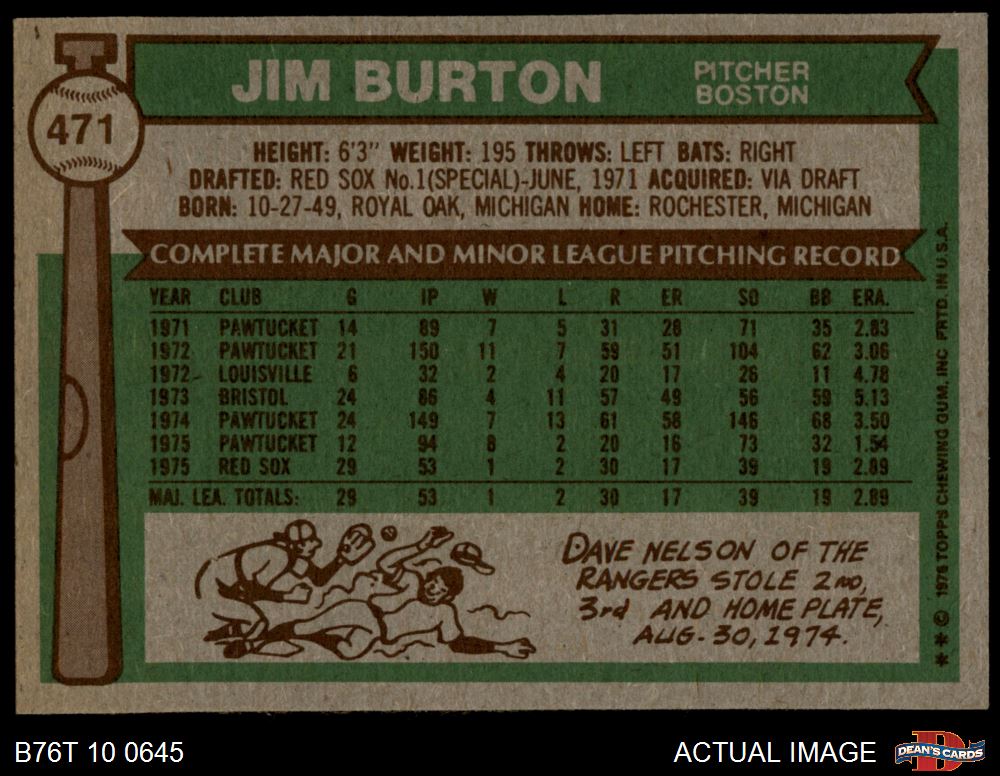 JIM BURTON
PITCHER
BOSTON
471
HEIGHT: 6'3" WEIGHT: 195 THROWS: LEFT BATS: RIGHT
DRAFTED: RED SOX No.1(SPECIAL)-JUNE, 1971 ACQUIRED: VIA DRAFT
BORN: 10-27-49, ROYAL OAK, MICHIGAN HOME: ROCHESTER, MICHIGAN
COMPLETE MAJOR AND MINOR LEAGUE PITCHING RECORD
YEAR CLUB G IP W L R ER SO BB ERA.
1971 PAWTUCKET 14 89 7 5 31 28 71 35 2.83
1972 PAWTUCKET 21 150 11 7 59 51 104 62 3.06
1972 LOUISVILLE 6 32 2 4 20 17 26 11 4.78
1973 BRISTOL 24 86 4 11 57 49 56 59 5.13
1974 PAWTUCKET 24 149 7 13 61 58 146 68 3.50
1975 PAWTUCKET 12 94 8 2 20 16 73 32 1.54
1975 RED SOX 29 53 1 2 30 17 39 19 2.89
MAJ. LEA. TOTALS: 29 53 1 2 30 17 39 19 2.89
DAVE NELSON OF THE
RANGERS STOLE 2ND,
3rd AND HOME PLATE,
AUG. 30, 1974.
** © 1976 TOPPS CHEWING GUM, INC PRTD. IN U.S.A.
B76T 10 0645
ACTUAL IMAGE
DEAN'S CARDS